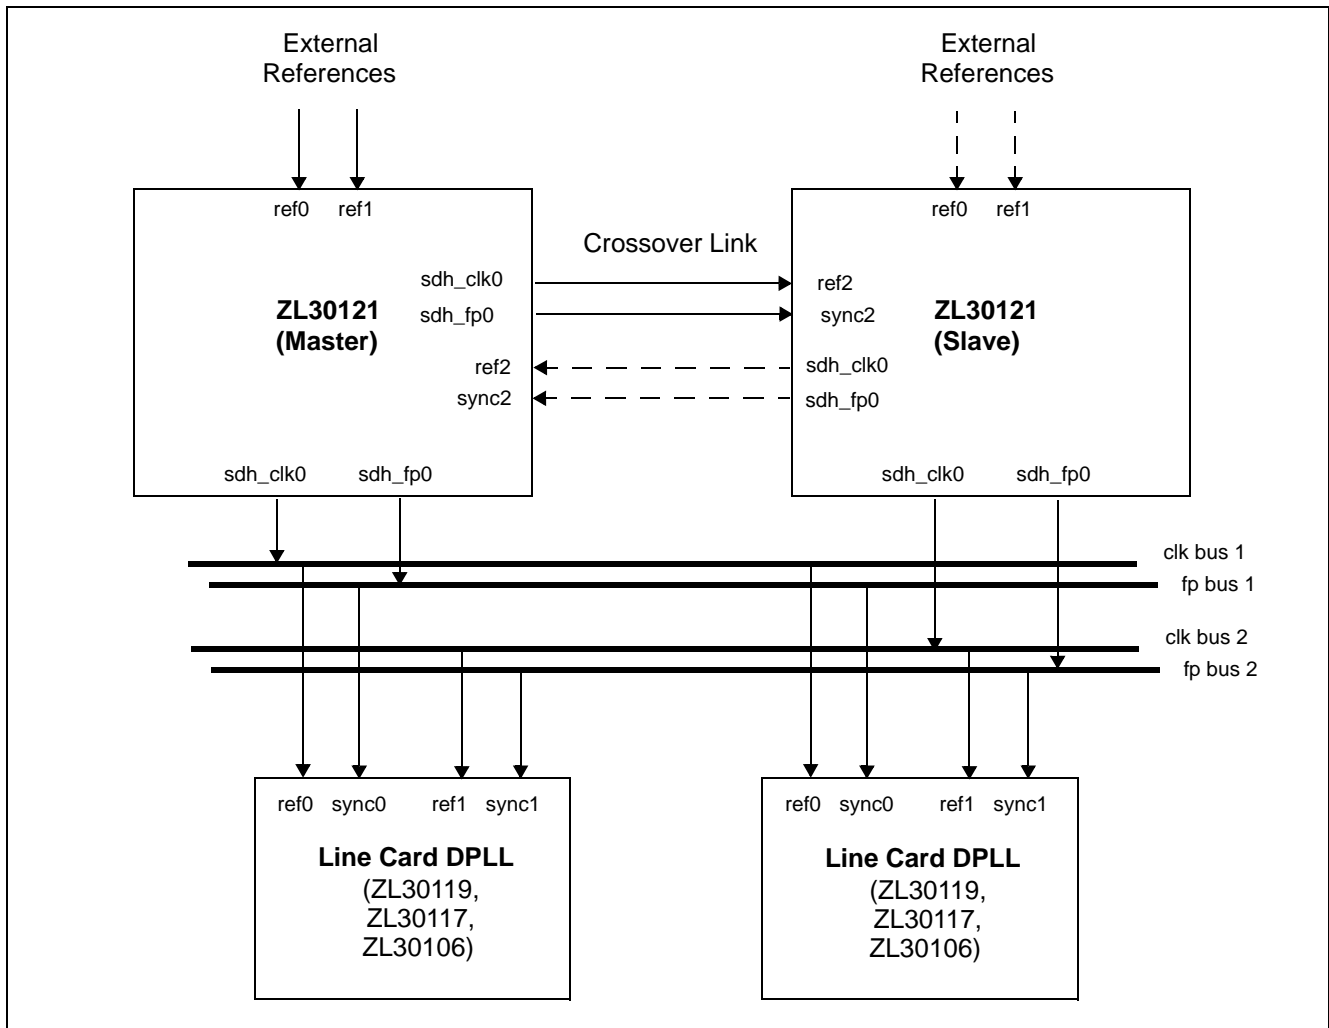 External
References
External
References
ref0 ref1
ref0 ref1
Crossover Link
sdh_clk0
sdh_fp0
ref2
sync2
ZL30121
(Master)
ref2
sync2
sdh_clk0
sdh_fp0
ZL30121
(Slave)
sdh_clk0 sdh_fp0
sdh_clk0 sdh_fp0
clk bus 1
fp bus 1
clk bus 2
fp bus 2
ref0 sync0 ref1 sync1
Line Card DPLL
(ZL30119,
ZL30117,
ZL30106)
ref0 sync0 ref1 sync1
Line Card DPLL
(ZL30119,
ZL30117,
ZL30106)